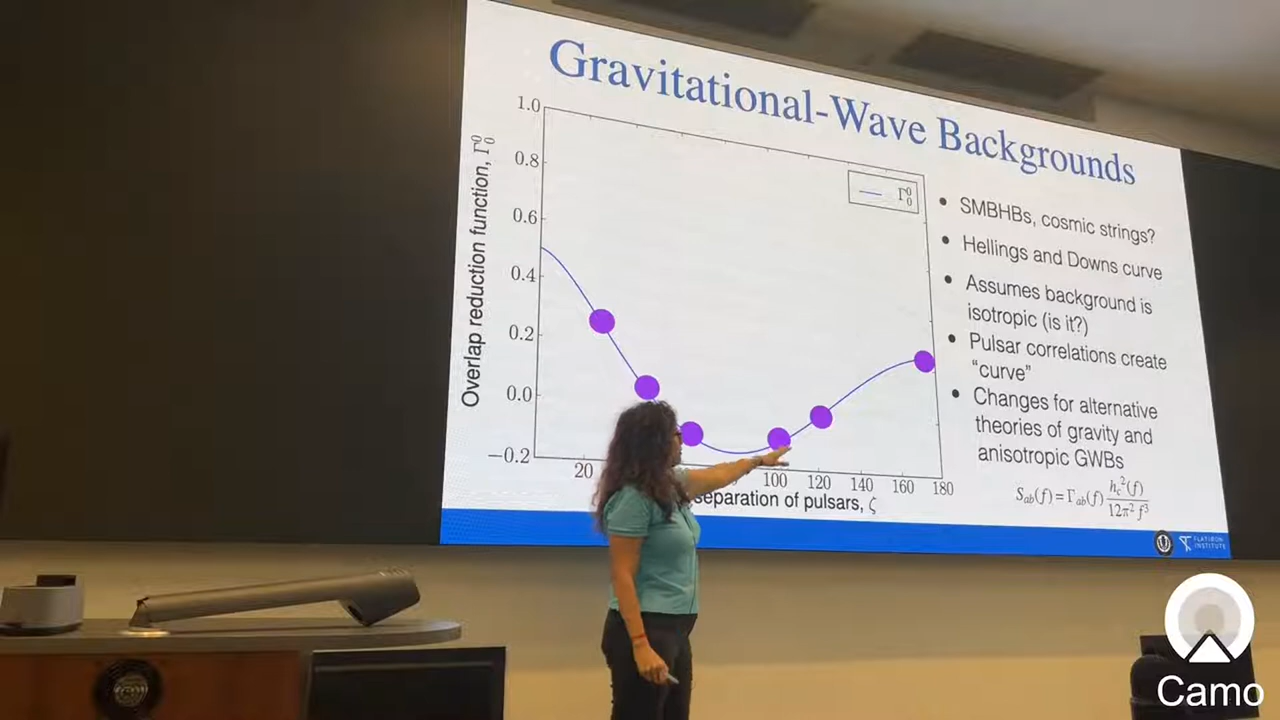 Gravitational-Wave Backgrounds
1.0
0.8
0.6
0.4
0.2
0.0
−0.2
Overlap reduction function, Γ₀⁰
Γ₀⁰
20
100 120 140 160 180
separation of pulsars, ζ
• SMBHBs, cosmic strings?
• Hellings and Downs curve
• Assumes background is
isotropic (is it?)
• Pulsar correlations create
“curve”
• Changes for alternative
theories of gravity and
anisotropic GWBs
S_ab(f) = Γ_ab(f) h_c²(f) / 12π² f³
FLATIRON
INSTITUTE
Camo